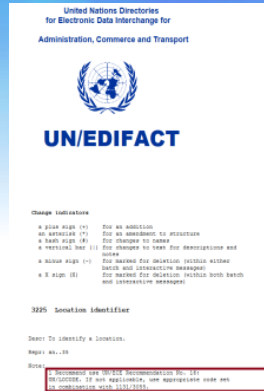 United Nations Directories
for Electronic Data Interchange for
Administration, Commerce and Transport
UN/EDIFACT
Change indicators
a plus sign (+) for an addition
an asterisk (*) for an amendment to structure
a hash sign (#) for changes to names
a vertical bar (|) for changes to text for descriptions and
notes
a minus sign (-) for marked for deletion (within either
batch and interactive messages)
a X sign (X) for marked for deletion (within both batch
and interactive messages)
3225 Location identifier
Desc: To identify a location.
Repr: an..35
Note:
1 Recommend use UN/ECE Recommendation No. 16:
UN/LOCODE. If not applicable, use appropriate code set
in combination with 1131/3055.